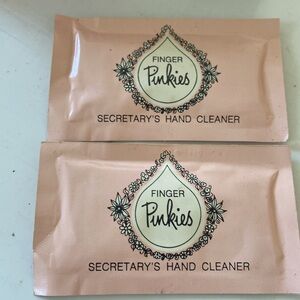 FINGER
Pinkies
SECRETARY'S HAND CLEANER
FINGER
Pinkies
SECRETARY'S HAND CLEANER